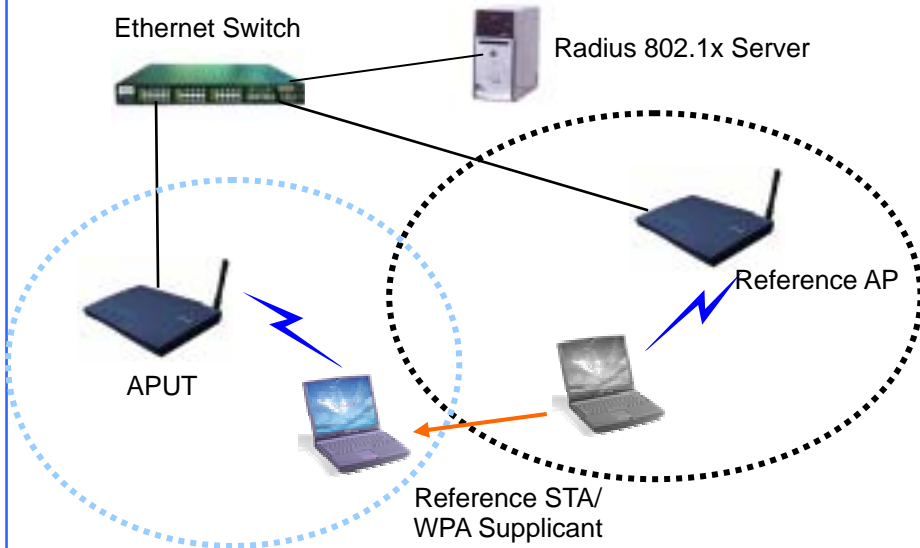 Ethernet Switch
Radius 802.1x Server
Reference AP
APUT
Reference STA/
WPA Supplicant